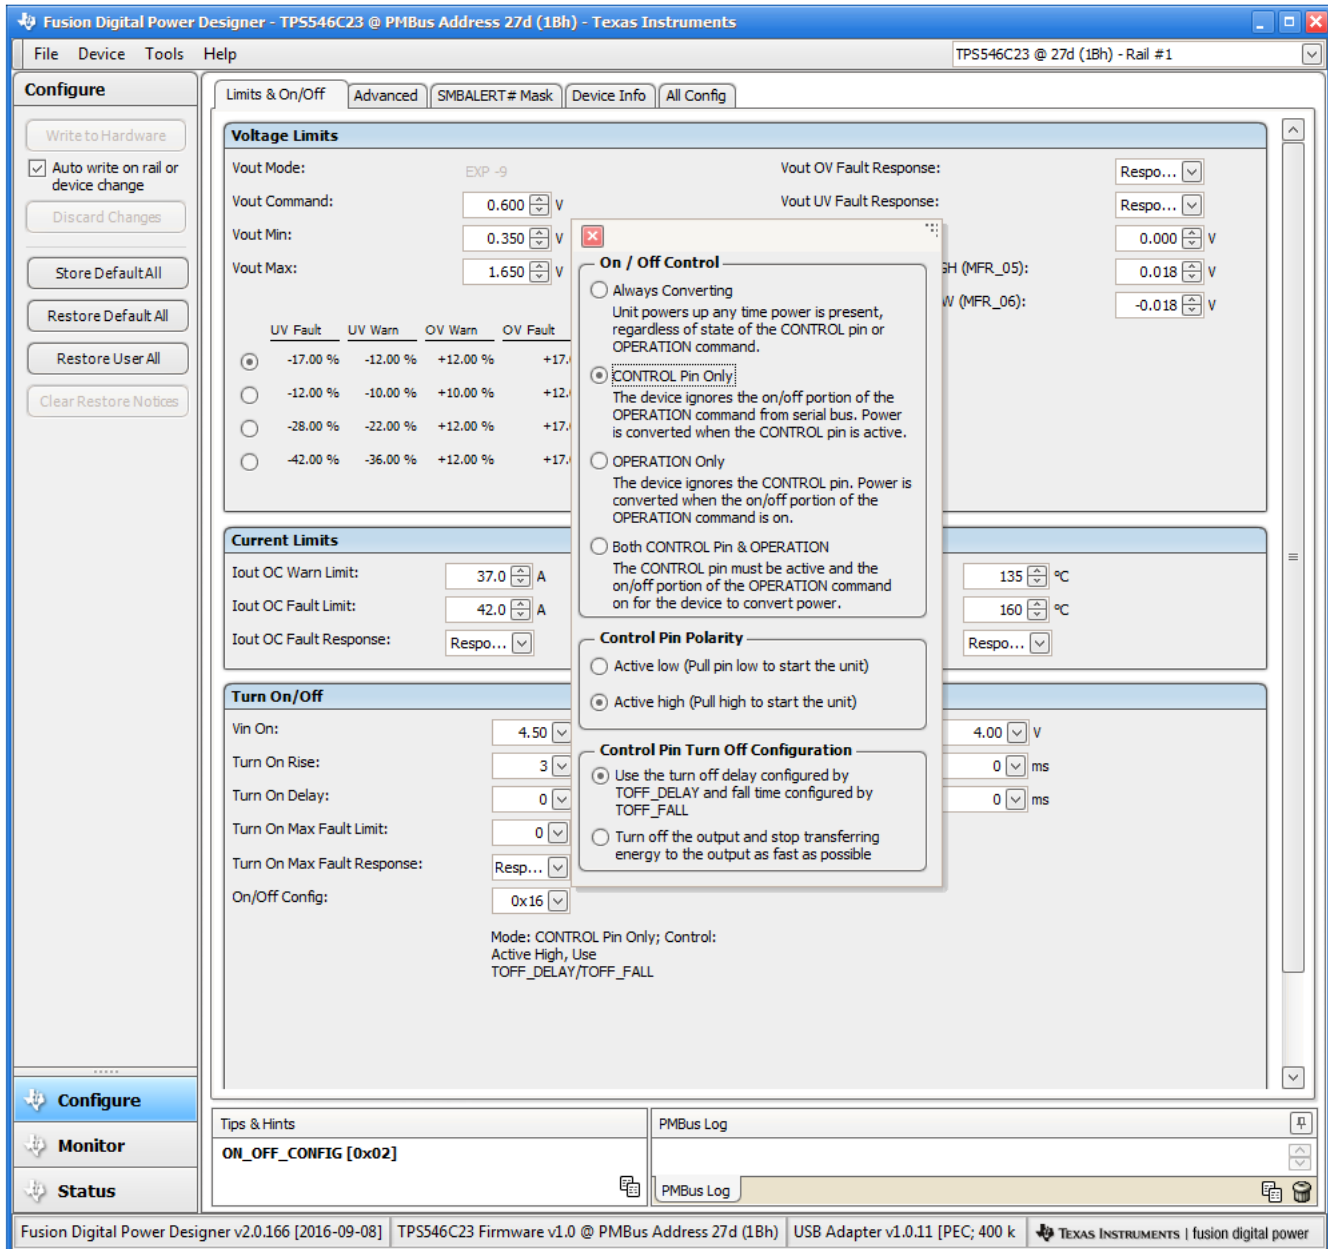 Fusion Digital Power Designer - TPS546C23 @ PMBus Address 27d (1Bh) - Texas Instruments
File Device Tools Help
TPS546C23 @ 27d (1Bh) - Rail #1
Configure
Write to Hardware
Auto write on rail or
device change
Discard Changes
Store Default All
Restore Default All
Restore User All
Clear Restore Notices
Limits & On/Off Advanced SMBALERT# Mask Device Info All Config
Voltage Limits
Vout Mode: EXP -9
Vout Command: 0.600 V
Vout Min: 0.350 V
Vout Max: 1.650 V
Vout OV Fault Response: Respo...
Vout UV Fault Response: Respo...
0.000 V
GH (MFR_05): 0.018 V
W (MFR_06): -0.018 V
UV Fault UV Warn OV Warn OV Fault
-17.00 % -12.00 % +12.00 % +17.
-12.00 % -10.00 % +10.00 % +12.
-28.00 % -22.00 % +12.00 % +17.
-42.00 % -36.00 % +12.00 % +17.
Current Limits
Iout OC Warn Limit: 37.0 A
Iout OC Fault Limit: 42.0 A
Iout OC Fault Response: Respo...
135 °C
160 °C
Respo...
Turn On/Off
Vin On: 4.50
Turn On Rise: 3
Turn On Delay: 0
Turn On Max Fault Limit: 0
Turn On Max Fault Response: Resp...
On/Off Config: 0x16
Mode: CONTROL Pin Only; Control:
Active High, Use
TOFF_DELAY/TOFF_FALL
4.00 V
0 ms
0 ms
On / Off Control
Always Converting
Unit powers up any time power is present,
regardless of state of the CONTROL pin or
OPERATION command.
CONTROL Pin Only
The device ignores the on/off portion of the
OPERATION command from serial bus. Power
is converted when the CONTROL pin is active.
OPERATION Only
The device ignores the CONTROL pin. Power is
converted when the on/off portion of the
OPERATION command is on.
Both CONTROL Pin & OPERATION
The CONTROL pin must be active and the
on/off portion of the OPERATION command
on for the device to convert power.
Control Pin Polarity
Active low (Pull pin low to start the unit)
Active high (Pull high to start the unit)
Control Pin Turn Off Configuration
Use the turn off delay configured by
TOFF_DELAY and fall time configured by
TOFF_FALL
Turn off the output and stop transferring
energy to the output as fast as possible
Configure
Monitor
Status
Tips & Hints
ON_OFF_CONFIG [0x02]
PMBus Log
PMBus Log
Fusion Digital Power Designer v2.0.166 [2016-09-08] TPS546C23 Firmware v1.0 @ PMBus Address 27d (1Bh) USB Adapter v1.0.11 [PEC; 400 k TEXAS INSTRUMENTS | fusion digital power